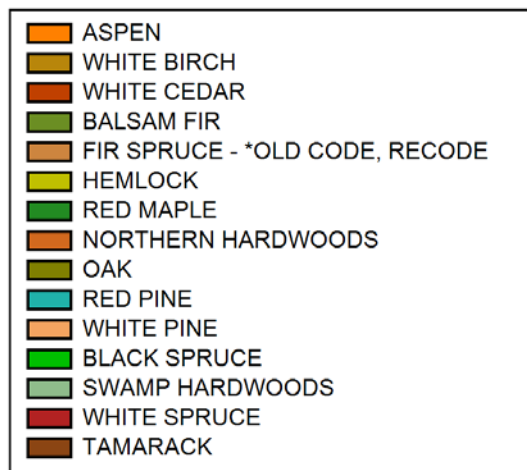 ASPEN
WHITE BIRCH
WHITE CEDAR
BALSAM FIR
FIR SPRUCE - *OLD CODE, RECODE
HEMLOCK
RED MAPLE
NORTHERN HARDWOODS
OAK
RED PINE
WHITE PINE
BLACK SPRUCE
SWAMP HARDWOODS
WHITE SPRUCE
TAMARACK